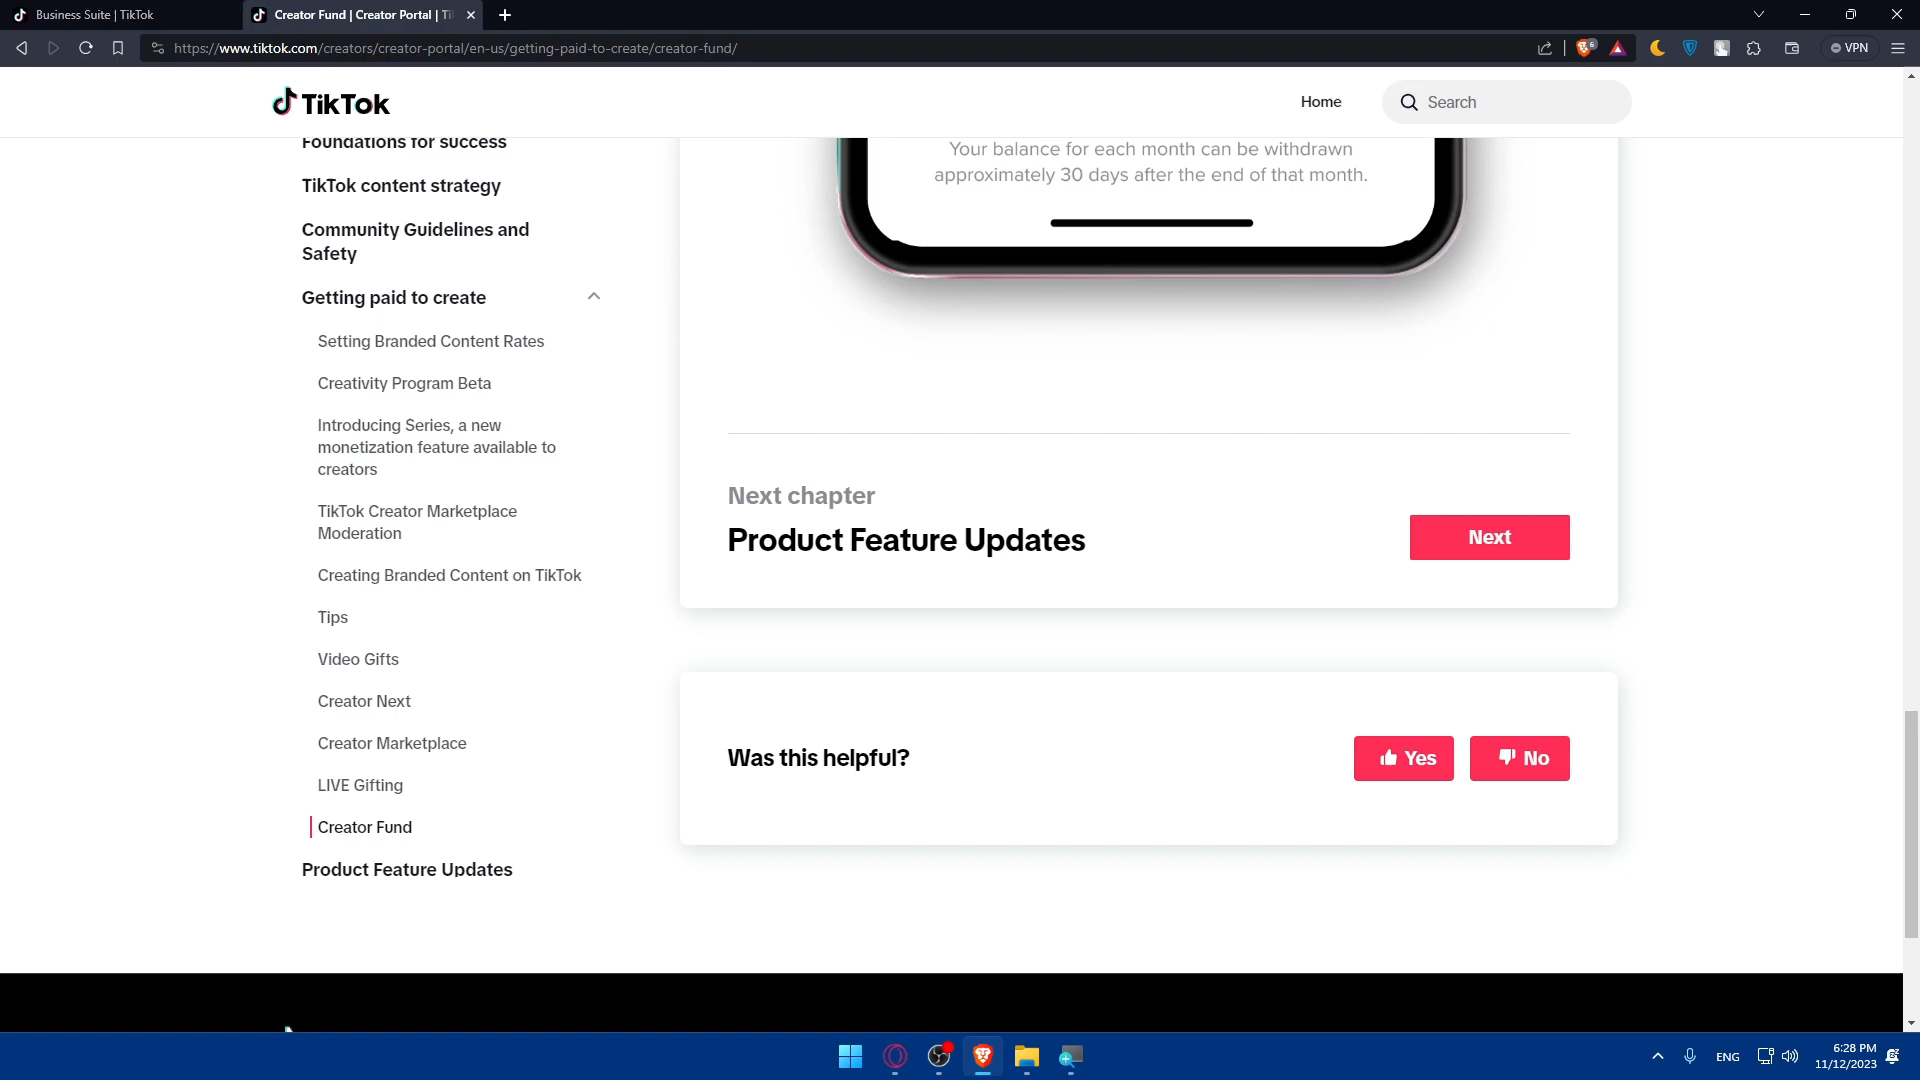 Business Suite | TikTok
Creator Fund | Creator Portal | Ti
https://www.tiktok.com/creators/creator-portal/en-us/getting-paid-to-create/creator-fund/
6
VPN
TikTok
Home
Search
Foundations for success
TikTok content strategy
Community Guidelines and
Safety
Getting paid to create
Setting Branded Content Rates
Creativity Program Beta
Introducing Series, a new
monetization feature available to
creators
TikTok Creator Marketplace
Moderation
Creating Branded Content on TikTok
Tips
Video Gifts
Creator Next
Creator Marketplace
LIVE Gifting
Creator Fund
Product Feature Updates
Your balance for each month can be withdrawn
approximately 30 days after the end of that month.
Next chapter
Product Feature Updates
Next
Was this helpful?
Yes
No
ENG
6:28 PM
11/12/2023